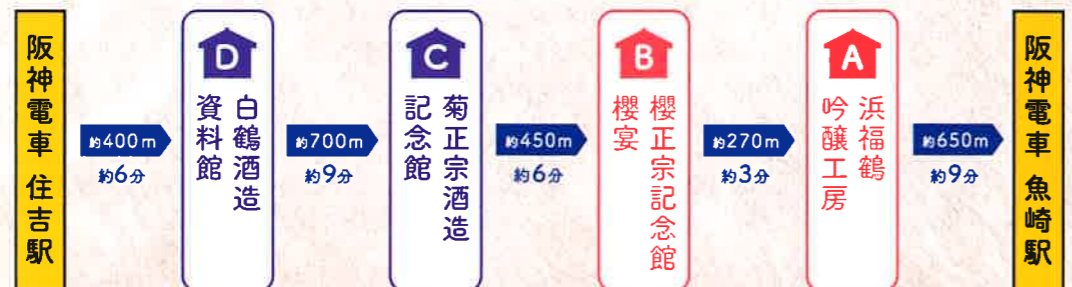 阪神電車 住吉駅
約400m
約6分
D
白鶴酒造
資料館
約700m
約9分
C
菊正宗酒造
記念館
約450m
約6分
B
櫻正宗記念館
櫻宴
約270m
約3分
A
浜福鶴
吟醸工房
約650m
約9分
阪神電車 魚崎駅